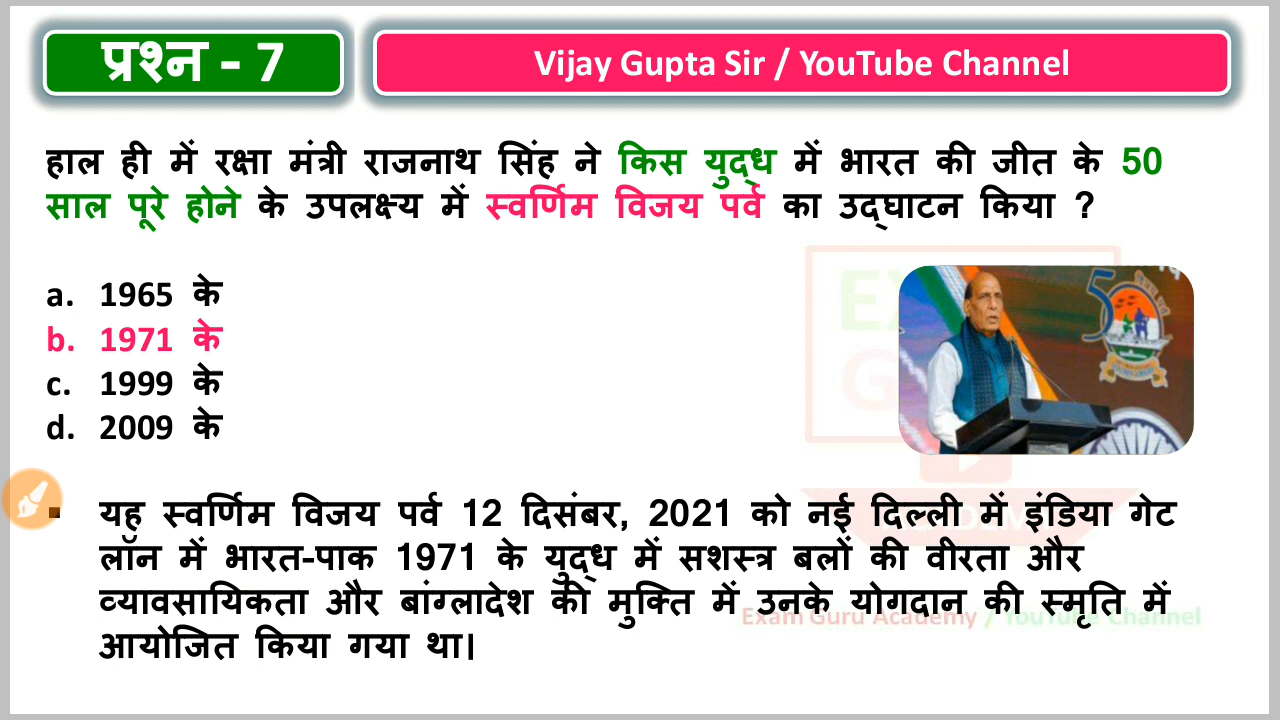 प्रश्न - 7
Vijay Gupta Sir / YouTube Channel
हाल ही में रक्षा मंत्री राजनाथ सिंह ने किस युद्ध में भारत की जीत के 50
साल पूरे होने के उपलक्ष्य में स्वर्णिम विजय पर्व का उद्घाटन किया ?
a. 1965 के
b. 1971 के
c. 1999 के
d. 2009 के
▪ यह स्वर्णिम विजय पर्व 12 दिसंबर, 2021 को नई दिल्ली में इंडिया गेट
लॉन में भारत-पाक 1971 के युद्ध में सशस्त्र बलों की वीरता और
व्यावसायिकता और बांग्लादेश की मुक्ति में उनके योगदान की स्मृति में
आयोजित किया गया था।
Exam Guru Academy / YouTube Channel